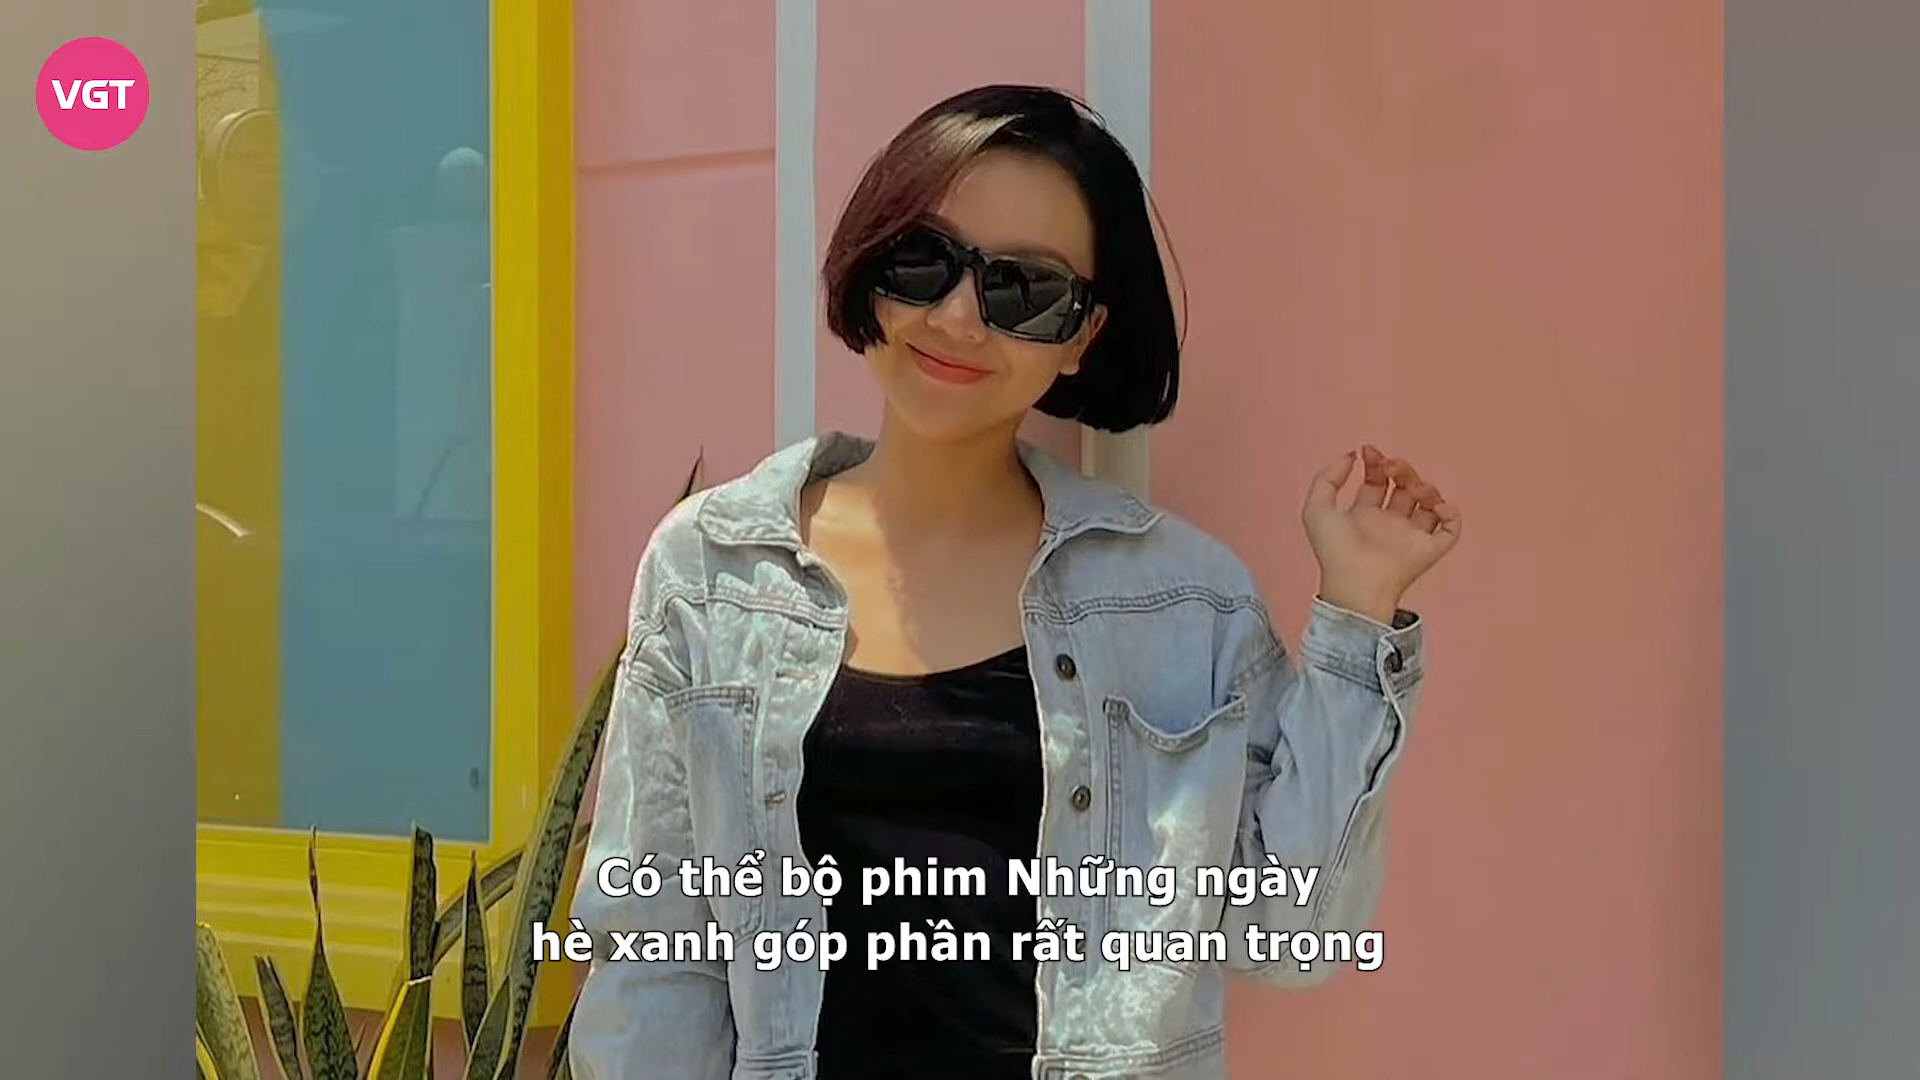 VGT
Có thể bộ phim Những ngày
hè xanh góp phần rất quan trọng